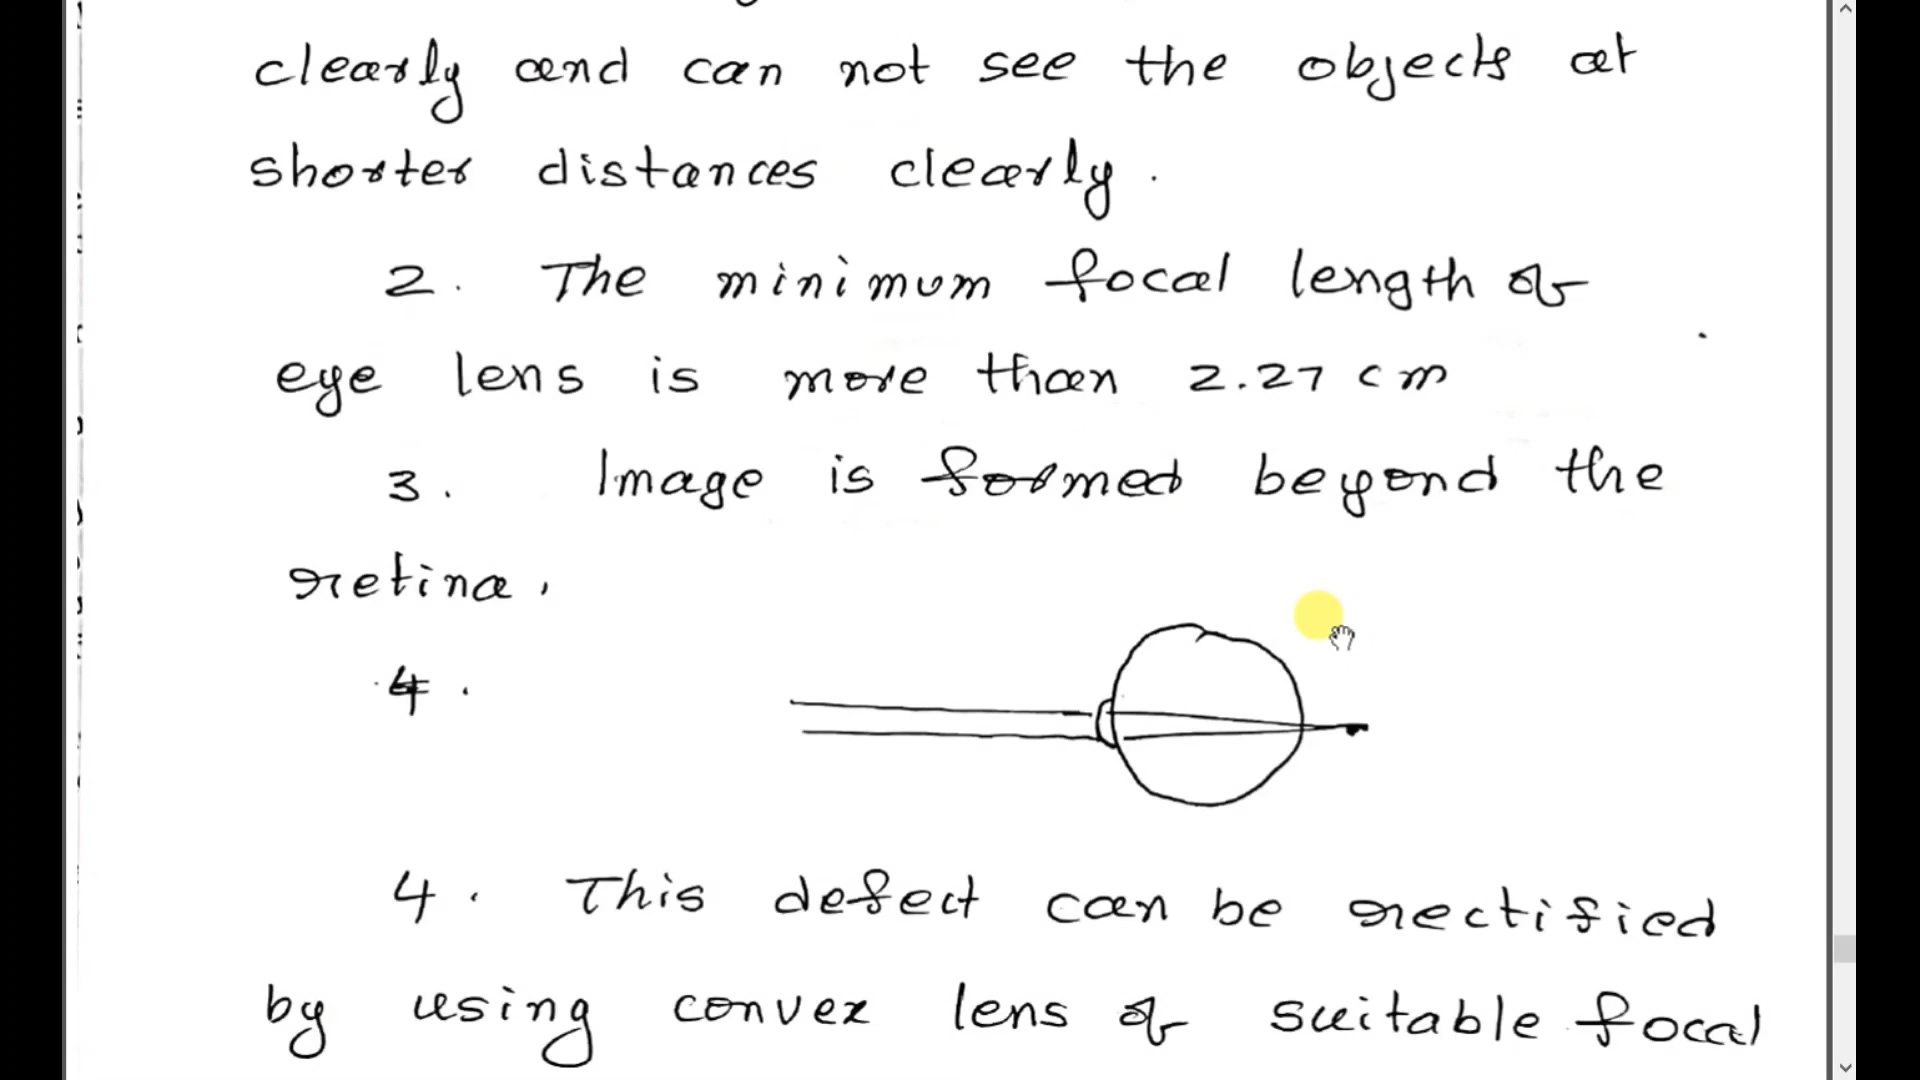 clearly and can not see the objects at
shorter distances clearly.
2. The minimum focal length of
eye lens is more than 2.27 cm
3. Image is formed beyond the
retina.
4.
4. This defect can be rectified
by using convex lens of suitable focal